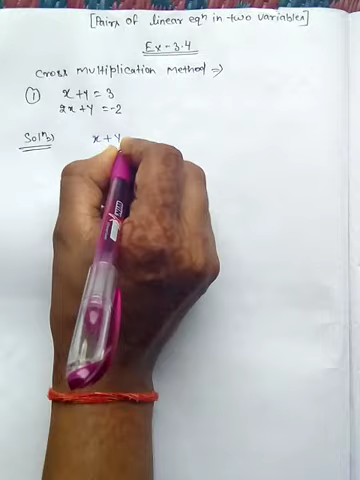 [Pairs of linear eqn in two variables]
Ex-3.4
Cross Multiplication Method ⇒
① x+y = 3
2x+y = -2
Soln⇒ x + y